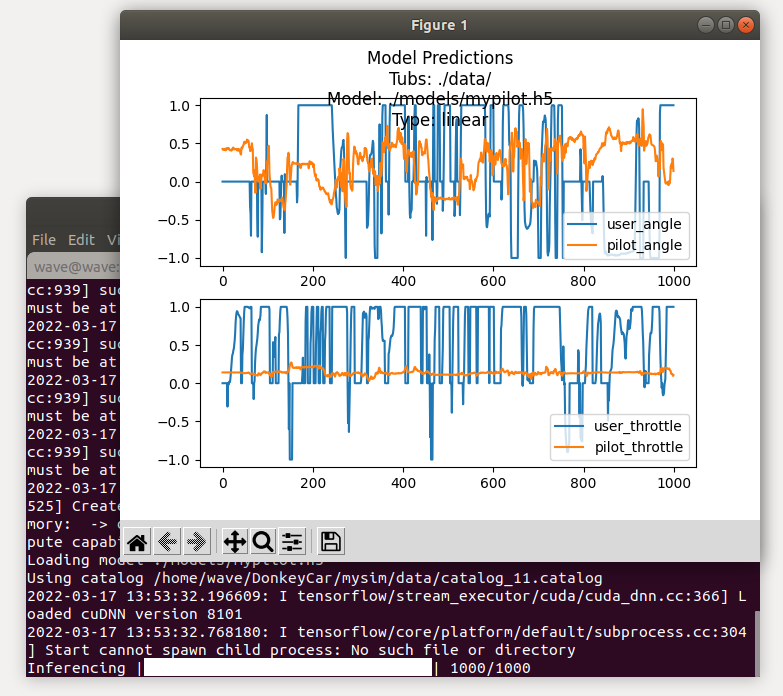 Figure 1
Model Predictions
Tubs: ./data/
Model: ./models/mypilot.h5
Type: linear
1.0
0.5
0.0
−0.5
−1.0
user_angle
pilot_angle
0 200 400 600 800 1000
1.0
0.5
0.0
−0.5
−1.0
user_throttle
pilot_throttle
0 200 400 600 800 1000
File Edit
wave@wave:
cc:939] suc
must be at
2022-03-17
cc:939] suc
must be at
2022-03-17
cc:939] suc
must be at
2022-03-17
cc:939] suc
must be at
2022-03-17
525] Create
mory: ->
pute capabi
Loading model ./models/mypilot.h5
Using catalog /home/wave/DonkeyCar/mysim/data/catalog_11.catalog
2022-03-17 13:53:32.196609: I tensorflow/stream_executor/cuda/cuda_dnn.cc:366] L
oaded cuDNN version 8101
2022-03-17 13:53:32.768180: I tensorflow/core/platform/default/subprocess.cc:304
] Start cannot spawn child process: No such file or directory
Inferencing | | 1000/1000